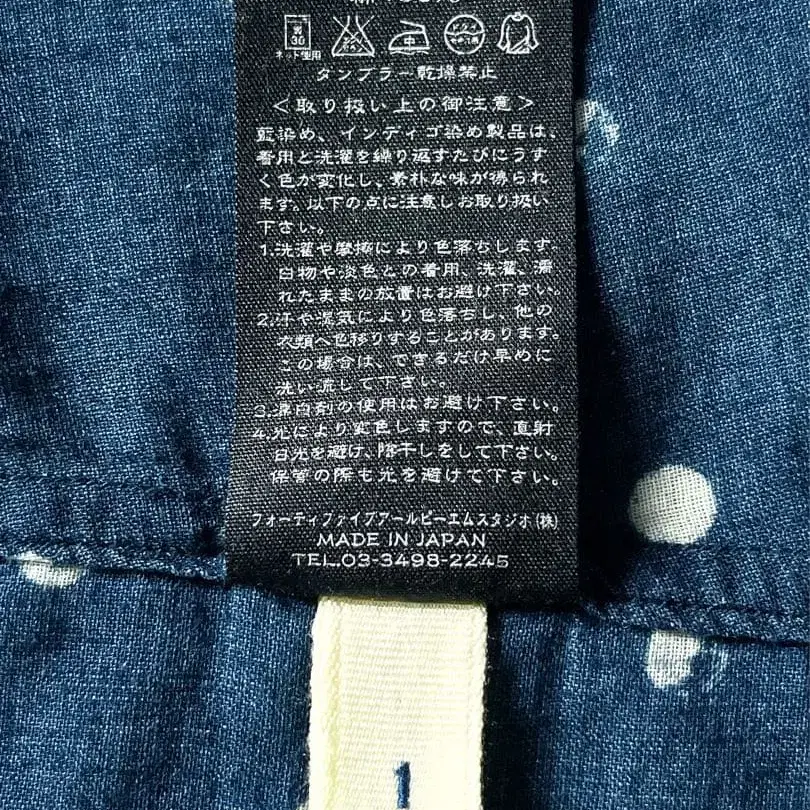 弱
30
中
ネット使用
タンブラー乾燥禁止
＜取り扱い上の御注意＞
藍染め、インディゴ染め製品は、
着用と洗濯を繰り返すたびにうす
く色が変化し、素朴な味が得られ
ます。以下の点に注意しお取り扱い
下さい。
1.洗濯や摩擦により色落ちします。
白物や淡色との着用、洗濯、濡
れたままの放置はお避け下さい。
2.汗や湿気により色落ちし、他の
衣類へ色移りすることがあります。
この場合は、できるだけ早めに
洗い流して下さい。
3.漂白剤の使用はお避け下さい。
4.光により変色しますので、直射
日光を避け、陰干しをして下さい。
保管の際も光を避けて下さい。
フォーティファイブアールピーエムスタジオ(株)
MADE IN JAPAN
TEL.03-3498-2245
1